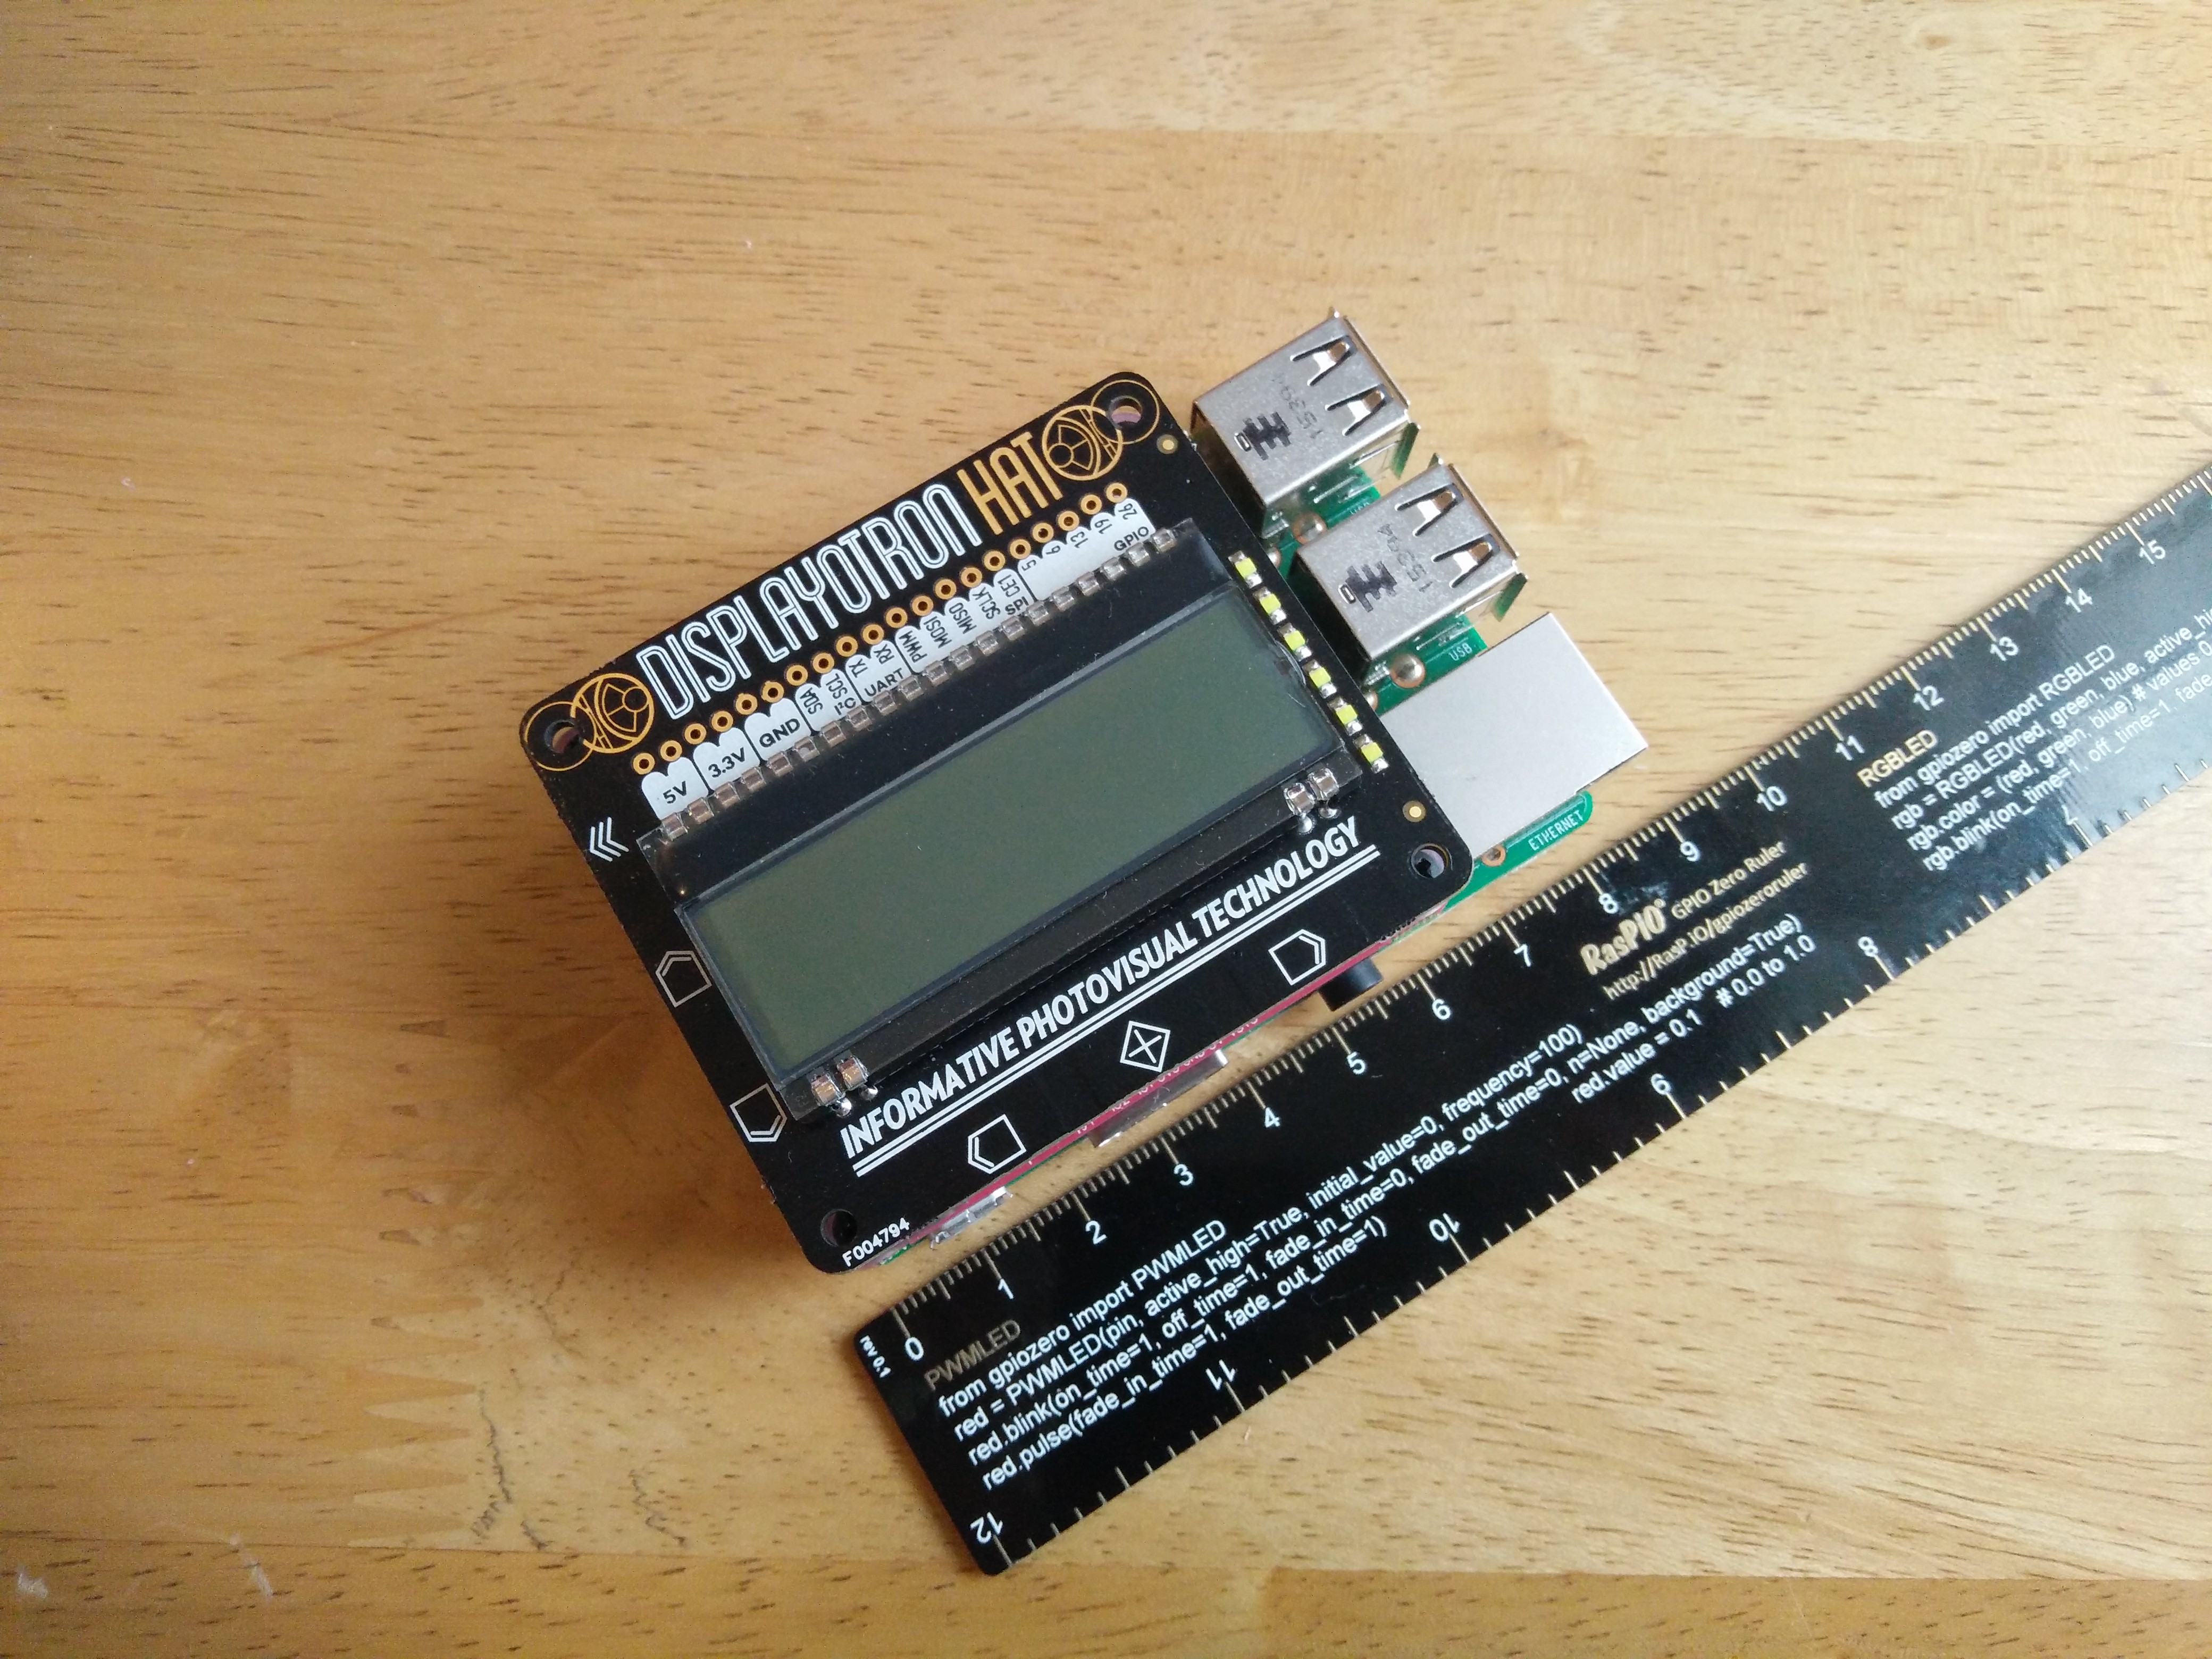 DISPLAYOTRON HAT
5V 3.3V GND SDA SCL TX RX PWM MOSI MISO SCLK CE1 5 6 13 19 26
I²C UART SPI GPIO
INFORMATIVE PHOTOVISUAL TECHNOLOGY
F004794
1539
15394
USB
ETHERNET
0 1 2 3 4 5 6 7 8 9 10 11 12 13 14 15
rev 0.1
PWMLED
from gpiozero import PWMLED
red = PWMLED(pin, active_high=True, initial_value=0, frequency=100)
red.blink(on_time=1, off_time=1, fade_in_time=0, fade_out_time=0, n=None, background=True)
red.pulse(fade_in_time=1, fade_out_time=1)
red.value = 0.1 # 0.0 to 1.0
RasPIO® GPIO Zero Ruler
http://RasP.iO/gpiozeroruler
RGBLED
from gpiozero import RGBLED
rgb = RGBLED(red, green, blue, active_hi
rgb.color = (red, green, blue) # values 0
rgb.blink(on_time=1, off_time=1, fade
12 11 10 9 8